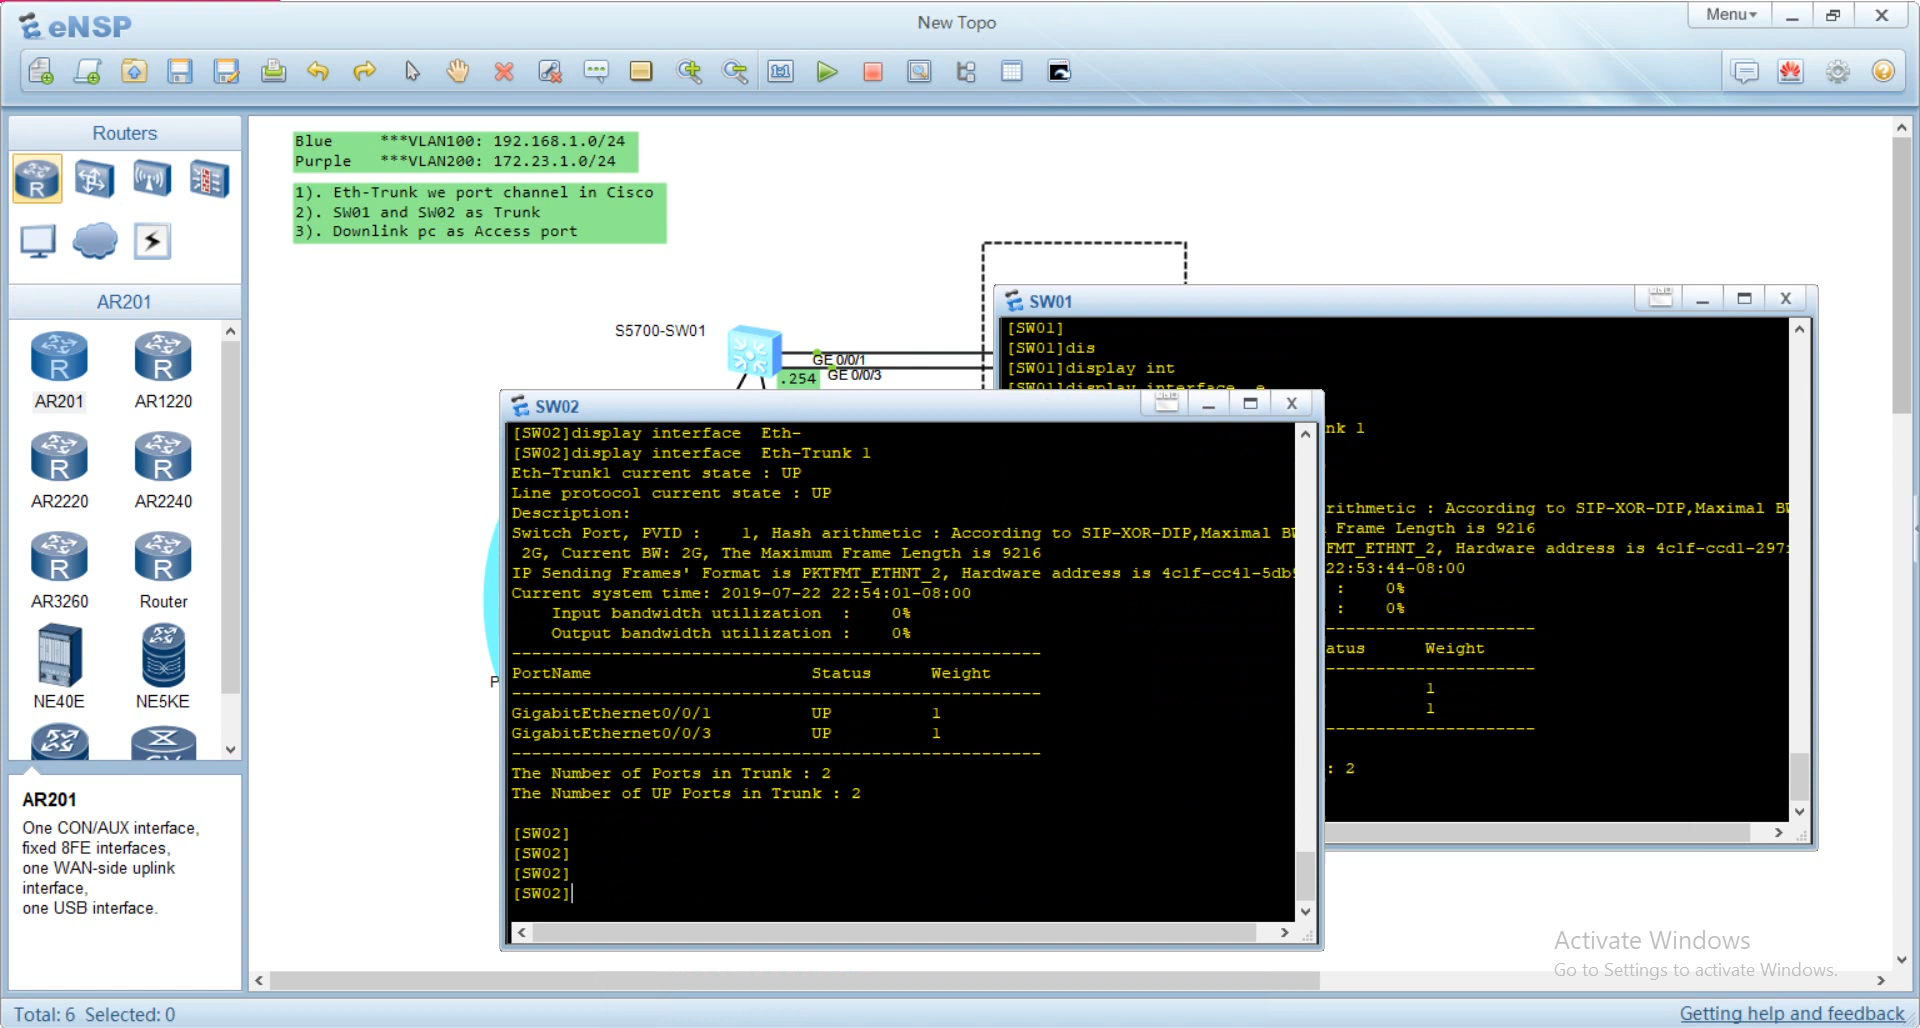 eNSP
New Topo
Menu
Routers
AR201
AR201
AR1220
AR2220
AR2240
AR3260
Router
NE40E
NE5KE
AR201
One CON/AUX interface,
fixed 8FE interfaces,
one WAN-side uplink
interface,
one USB interface.
Blue ***VLAN100: 192.168.1.0/24
Purple ***VLAN200: 172.23.1.0/24
1). Eth-Trunk we port channel in Cisco
2). SW01 and SW02 as Trunk
3). Downlink pc as Access port
S5700-SW01
GE 0/0/1
GE 0/0/3
.254
P
SW01
[SW01]
[SW01]dis
[SW01]display int
[SW01]display interface e
nk 1
rithmetic : According to SIP-XOR-DIP,Maximal BW
Frame Length is 9216
FMT_ETHNT_2, Hardware address is 4c1f-ccd1-297
22:53:44-08:00
: 0%
: 0%
--------------------
atus Weight
--------------------
1
1
--------------------
: 2
SW02
[SW02]display interface Eth-
[SW02]display interface Eth-Trunk 1
Eth-Trunk1 current state : UP
Line protocol current state : UP
Description:
Switch Port, PVID : 1, Hash arithmetic : According to SIP-XOR-DIP,Maximal BW
2G, Current BW: 2G, The Maximum Frame Length is 9216
IP Sending Frames' Format is PKTFMT_ETHNT_2, Hardware address is 4c1f-cc41-5db
Current system time: 2019-07-22 22:54:01-08:00
Input bandwidth utilization : 0%
Output bandwidth utilization : 0%
-----------------------------------------------------
PortName Status Weight
-----------------------------------------------------
GigabitEthernet0/0/1 UP 1
GigabitEthernet0/0/3 UP 1
-----------------------------------------------------
The Number of Ports in Trunk : 2
The Number of UP Ports in Trunk : 2
[SW02]
[SW02]
[SW02]
[SW02]
Activate Windows
Go to Settings to activate Windows.
Total: 6 Selected: 0
Getting help and feedback